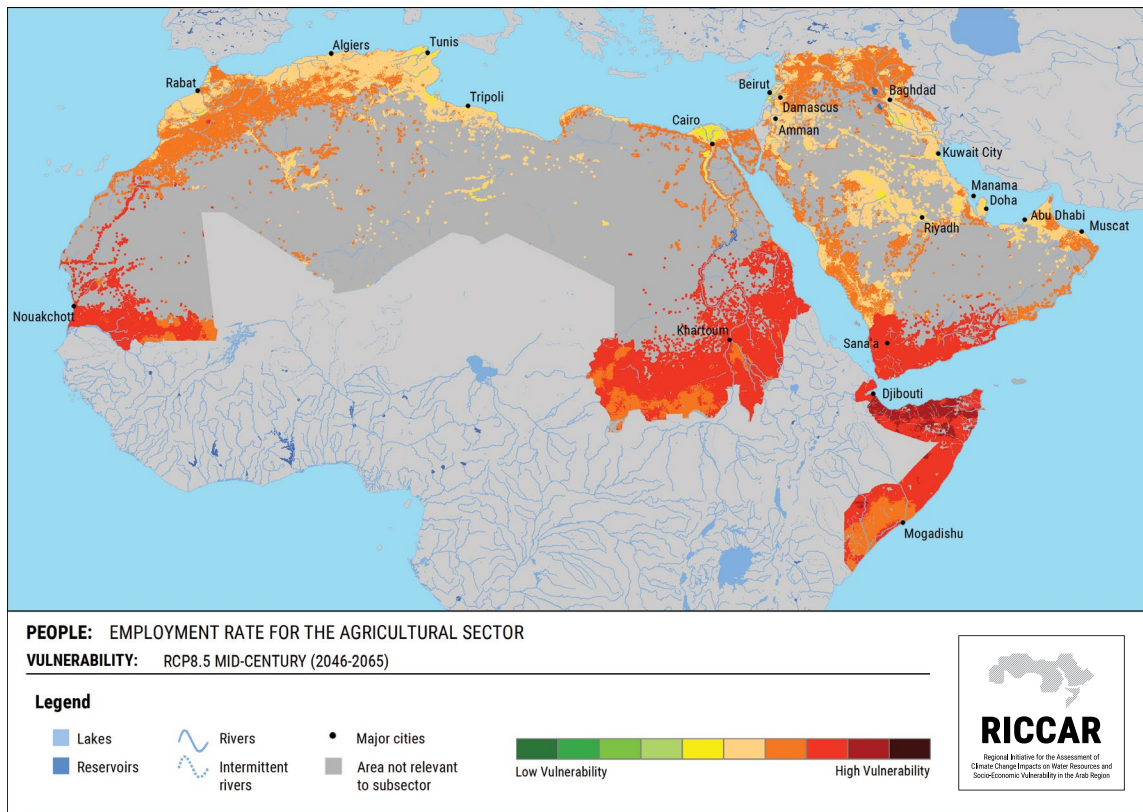 Algiers
Tunis
Rabat
Tripoli
Beirut
Baghdad
Damascus
Cairo
Amman
Kuwait City
Manama
Doha
Abu Dhabi
Muscat
Riyadh
Nouakchott
Khartoum
Sana'a
Djibouti
Mogadishu
PEOPLE: EMPLOYMENT RATE FOR THE AGRICULTURAL SECTOR
VULNERABILITY: RCP8.5 MID-CENTURY (2046-2065)
Legend
Lakes
Reservoirs
Rivers
Intermittent
rivers
Major cities
Area not relevant
to subsector
Low Vulnerability
High Vulnerability
RICCAR
Regional Initiative for the Assessment of
Climate Change Impacts on Water Resources and
Socio-Economic Vulnerability in the Arab Region